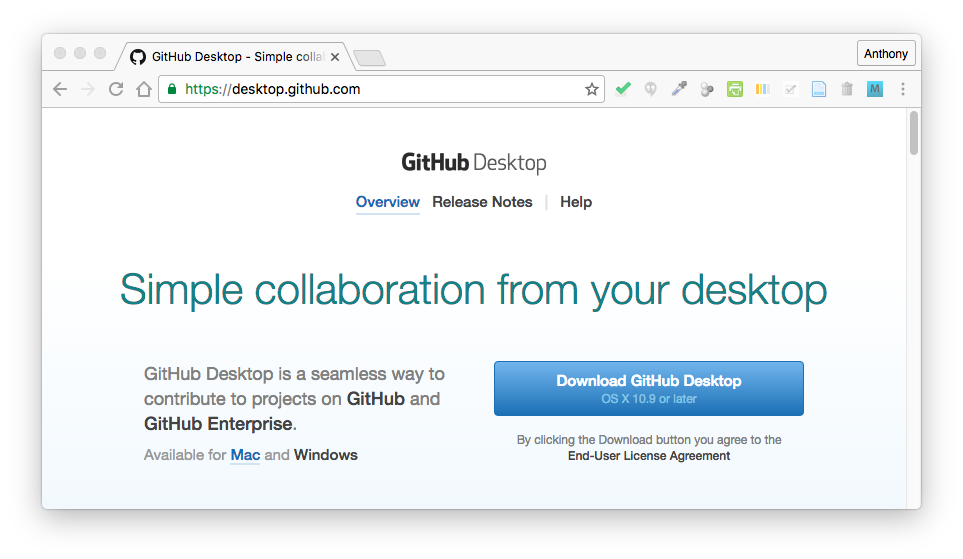 GitHub Desktop - Simple colla
Anthony
https://desktop.github.com
M
GitHub Desktop
Overview Release Notes | Help
Simple collaboration from your desktop
GitHub Desktop is a seamless way to
contribute to projects on GitHub and
GitHub Enterprise.
Available for Mac and Windows
Download GitHub Desktop
OS X 10.9 or later
By clicking the Download button you agree to the
End-User License Agreement